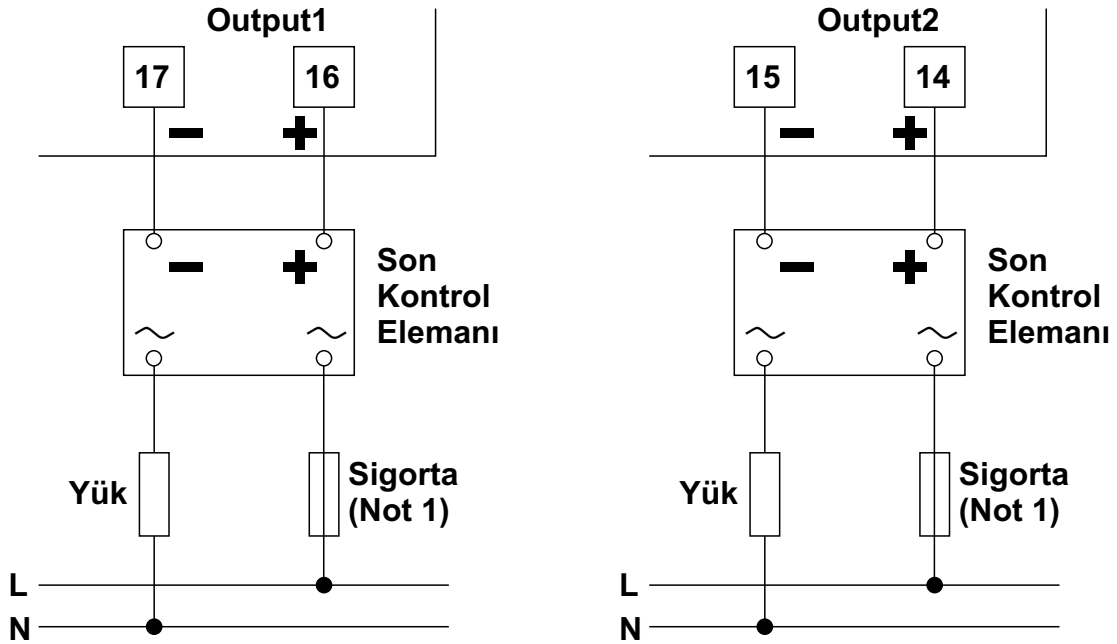 Output1
17
16
− +
− +
Son
Kontrol
Elemanı
~ ~
Yük
Sigorta
(Not 1)
L
N
Output2
15
14
− +
− +
Son
Kontrol
Elemanı
~ ~
Yük
Sigorta
(Not 1)
L
N